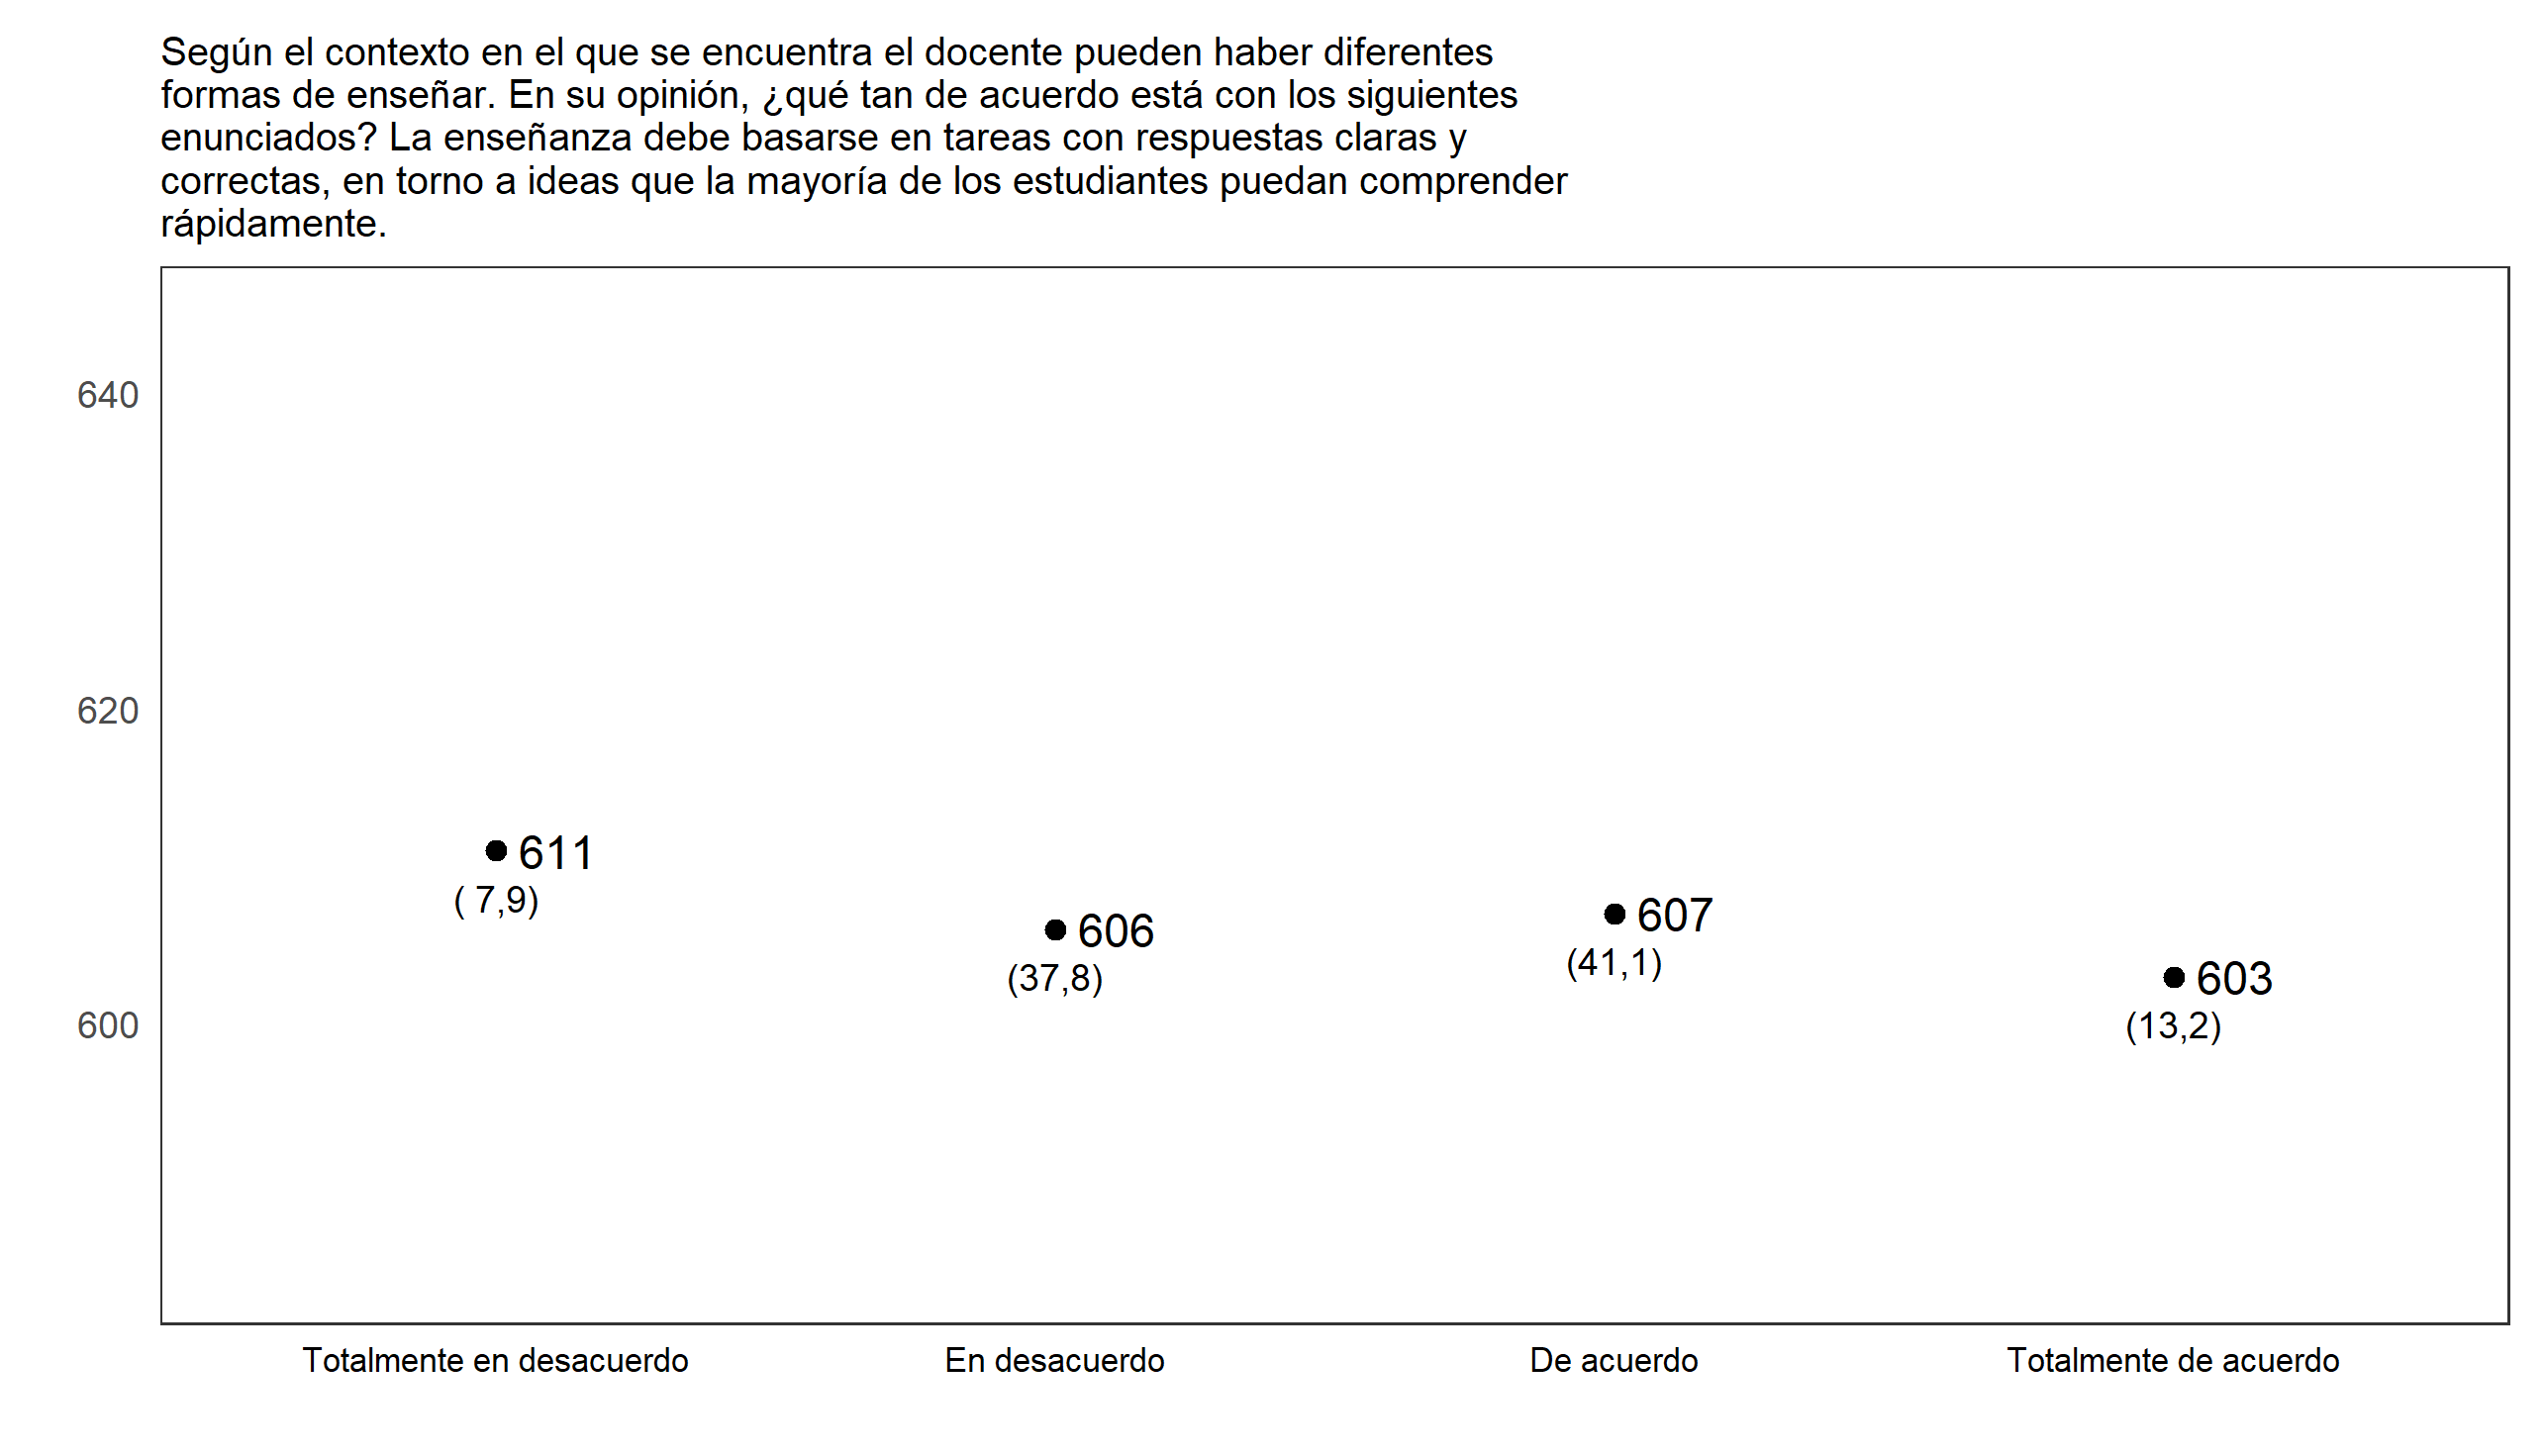 Según el contexto en el que se encuentra el docente pueden haber diferentes
formas de enseñar. En su opinión, ¿qué tan de acuerdo está con los siguientes
enunciados? La enseñanza debe basarse en tareas con respuestas claras y
correctas, en torno a ideas que la mayoría de los estudiantes puedan comprender
rápidamente.
640
620
600
611
( 7,9)
606
(37,8)
607
(41,1)
603
(13,2)
Totalmente en desacuerdo
En desacuerdo
De acuerdo
Totalmente de acuerdo